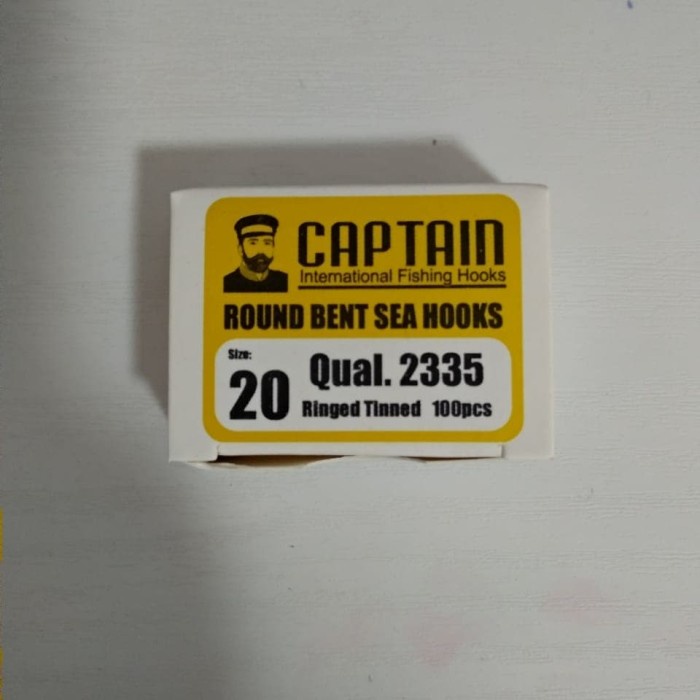 CAPTAIN
International Fishing Hooks
ROUND BENT SEA HOOKS
Size:
20
Qual. 2335
Ringed Tinned 100pcs